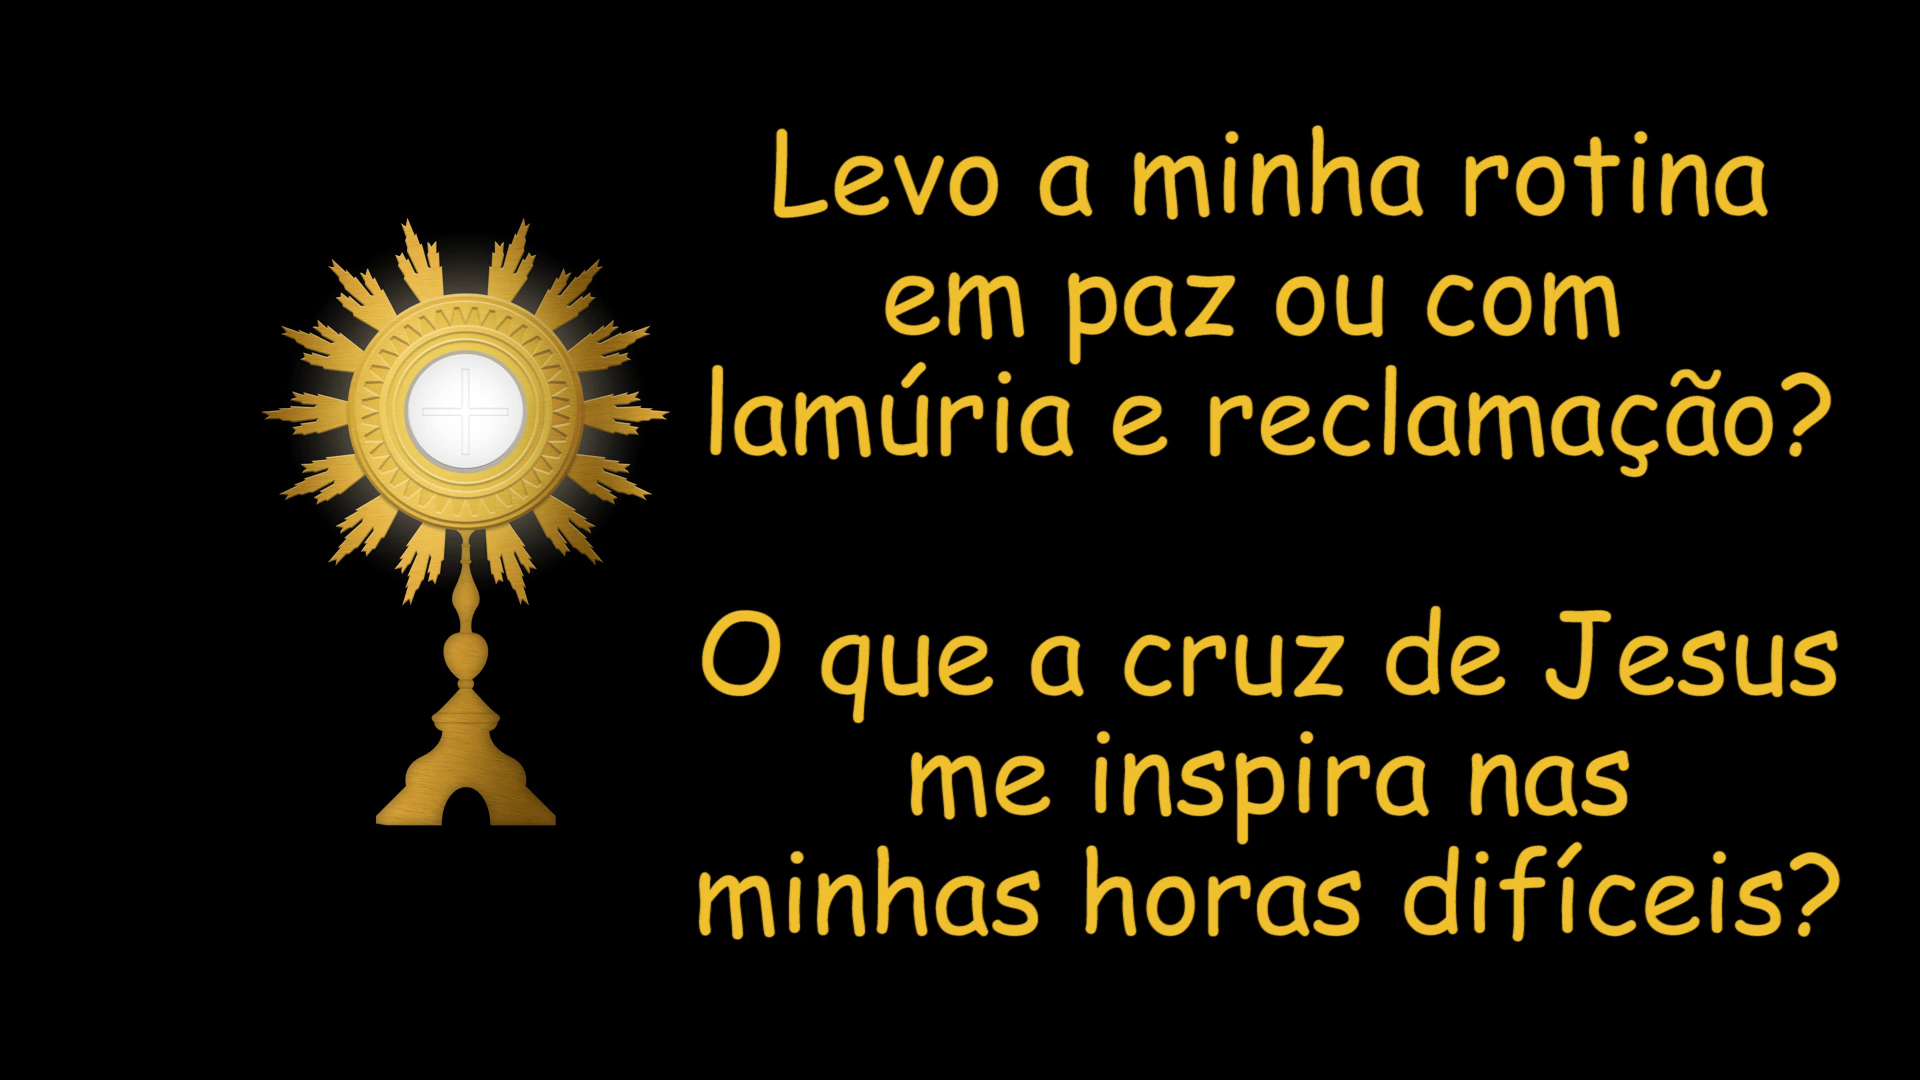 Levo a minha rotina
em paz ou com
lamúria e reclamação?
O que a cruz de Jesus
me inspira nas
minhas horas difíceis?